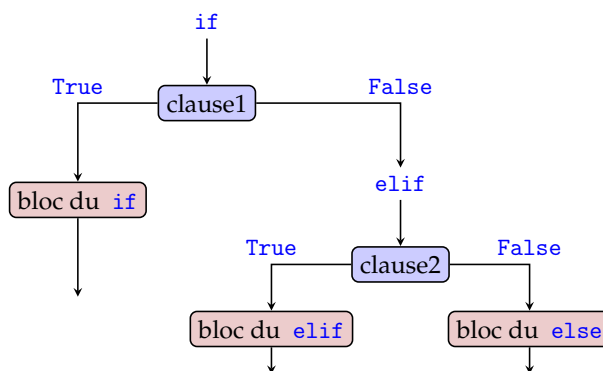 if
True
False
clause1
bloc du if
elif
True
False
clause2
bloc du elif
bloc du else